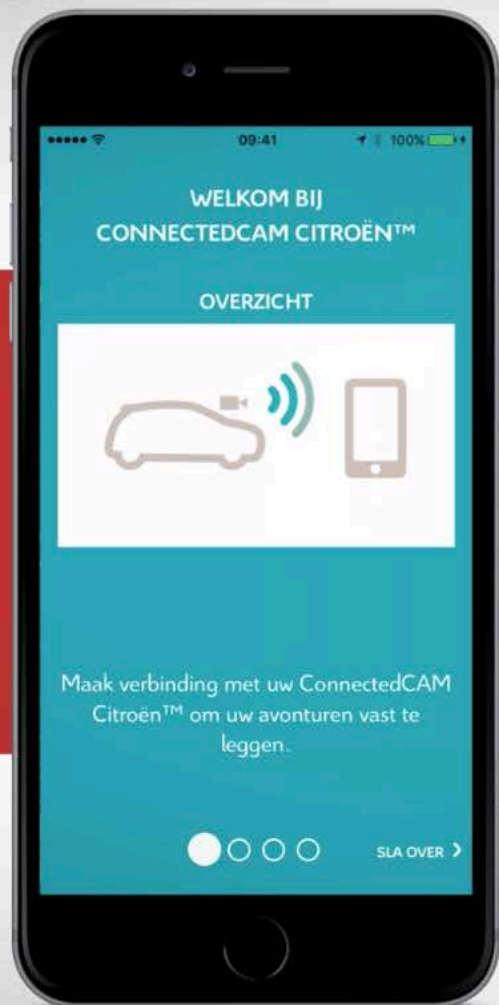 09:41
100%
WELKOM BIJ
CONNECTEDCAM CITROËN™
OVERZICHT
Maak verbinding met uw ConnectedCAM
Citroën™ om uw avonturen vast te
leggen.
SLA OVER